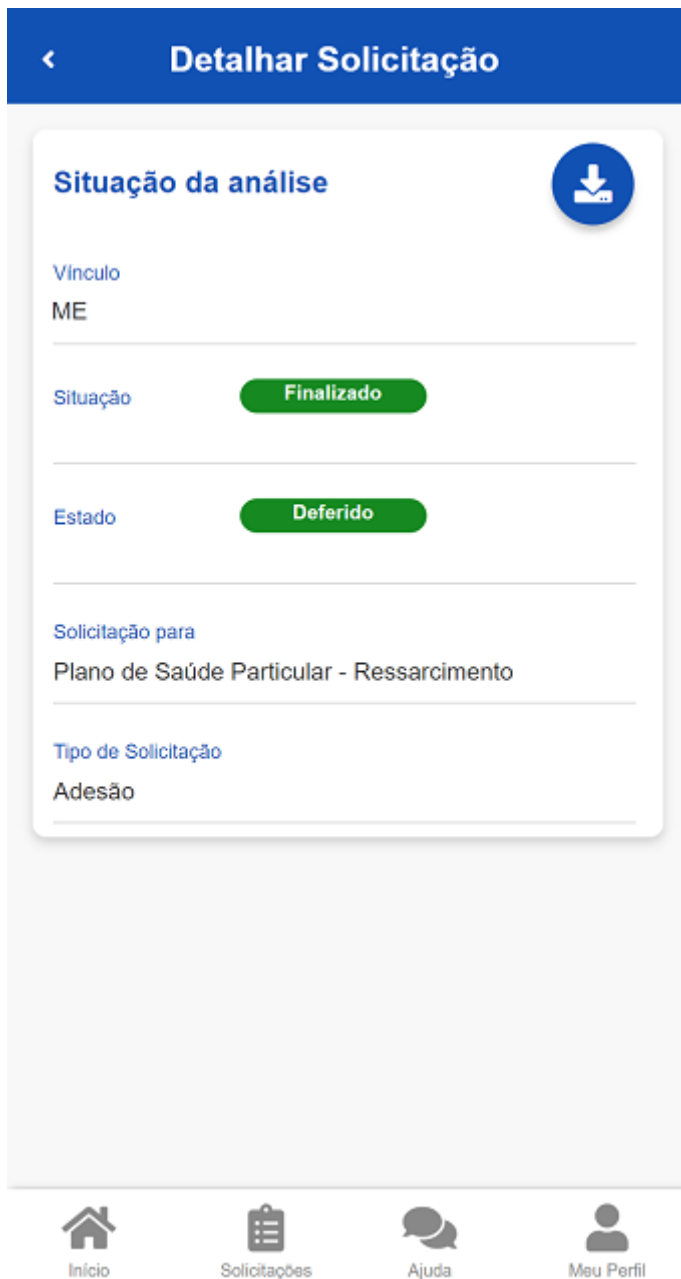 Detalhar Solicitação
Situação da análise
Vínculo
ME
Situação
Finalizado
Estado
Deferido
Solicitação para
Plano de Saúde Particular - Ressarcimento
Tipo de Solicitação
Adesão
Início
Solicitações
Ajuda
Meu Perfil